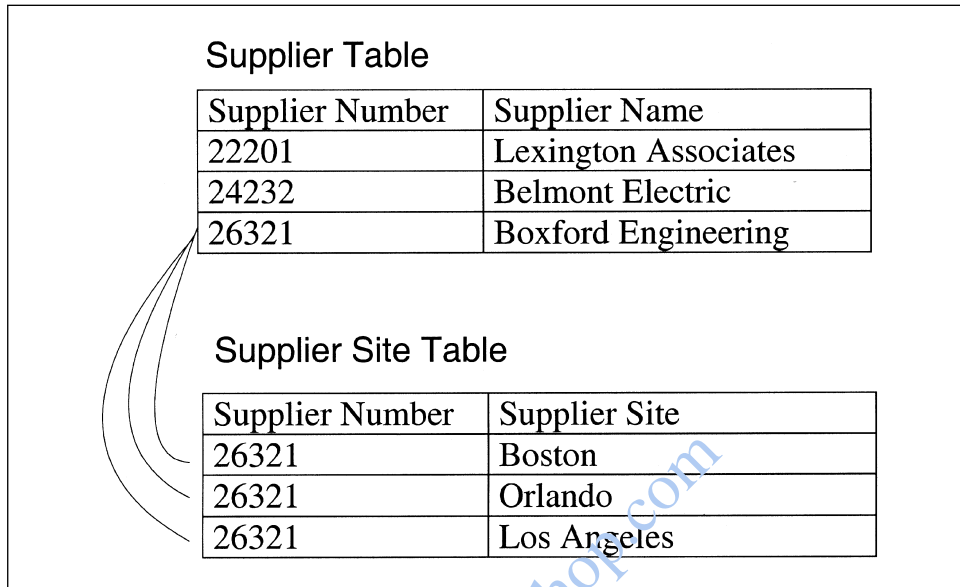 Supplier Table
Supplier Number Supplier Name
22201 Lexington Associates
24232 Belmont Electric
26321 Boxford Engineering
Supplier Site Table
Supplier Number Supplier Site
26321 Boston
26321 Orlando
26321 Los Angeles